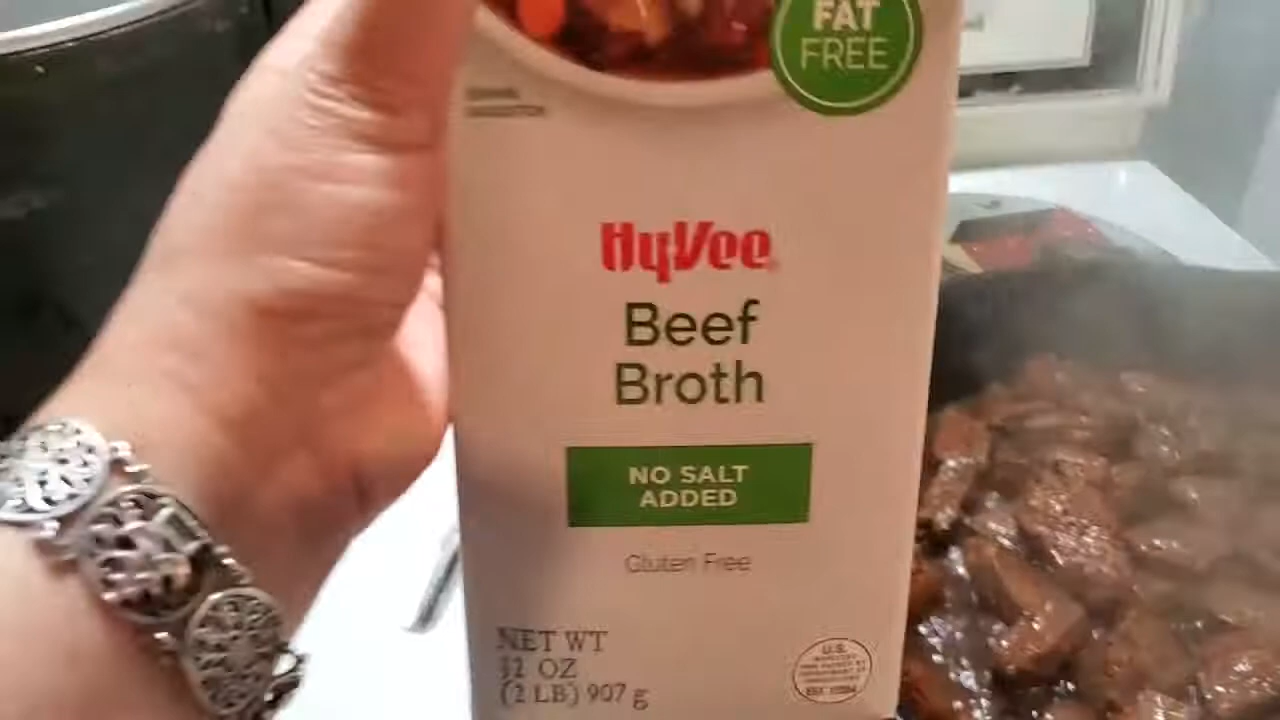 FAT
FREE
HyVee
Beef
Broth
NO SALT
ADDED
Gluten Free
NET WT
32 OZ
(2 LB) 907 g
U.S.